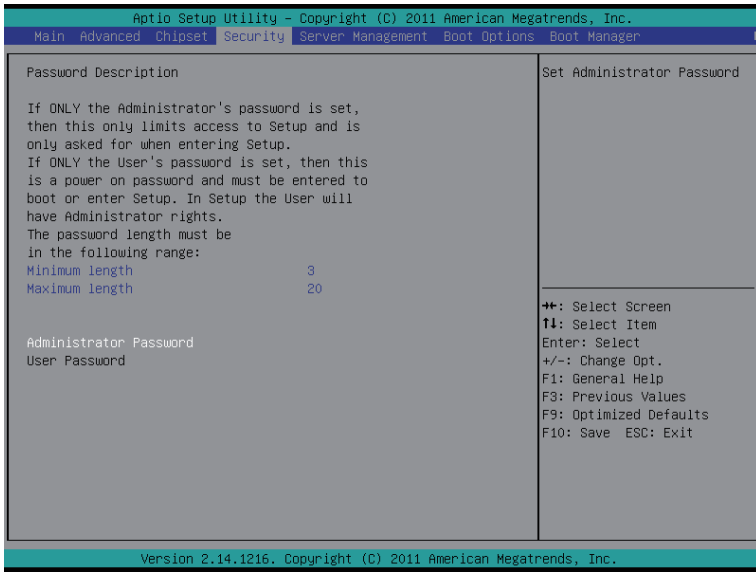 Aptio Setup Utility – Copyright (C) 2011 American Megatrends, Inc.
Main Advanced Chipset Security Server Management Boot Options Boot Manager
Password Description
If ONLY the Administrator's password is set,
then this only limits access to Setup and is
only asked for when entering Setup.
If ONLY the User's password is set, then this
is a power on password and must be entered to
boot or enter Setup. In Setup the User will
have Administrator rights.
The password length must be
in the following range:
Minimum length 3
Maximum length 20
Administrator Password
User Password
Set Administrator Password
→←: Select Screen
↑↓: Select Item
Enter: Select
+/-: Change Opt.
F1: General Help
F3: Previous Values
F9: Optimized Defaults
F10: Save ESC: Exit
Version 2.14.1216. Copyright (C) 2011 American Megatrends, Inc.